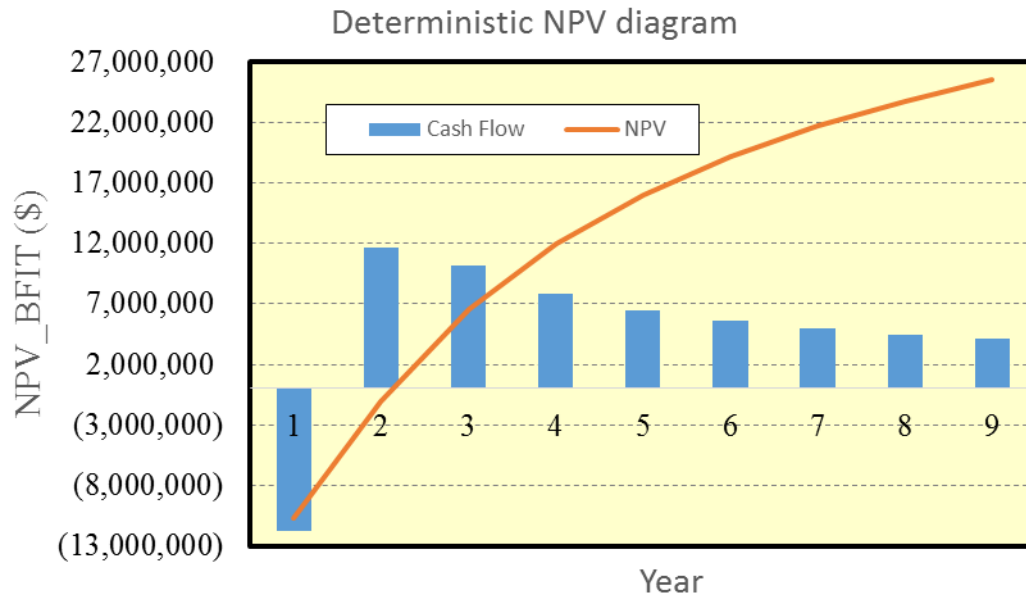 Deterministic NPV diagram
27,000,000
22,000,000
17,000,000
12,000,000
7,000,000
2,000,000
(3,000,000)
(8,000,000)
(13,000,000)
NPV_BFIT ($)
Cash Flow NPV
1 2 3 4 5 6 7 8 9
Year